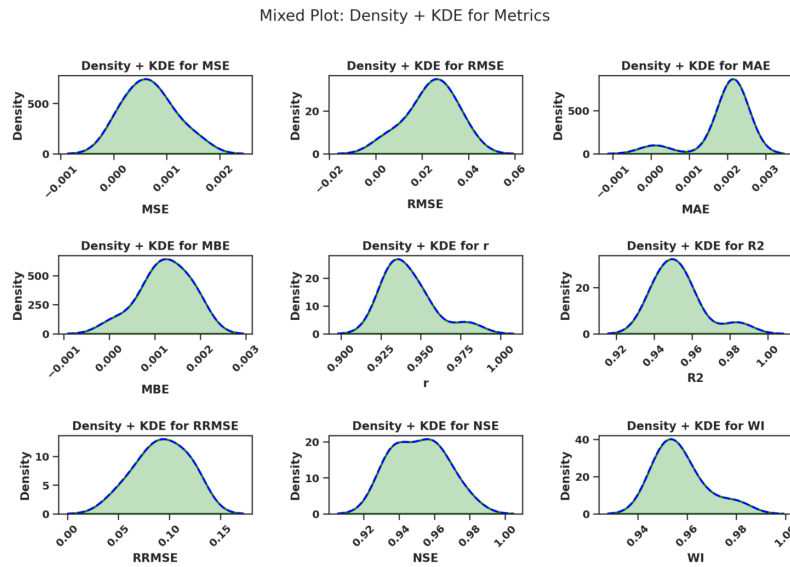 Mixed Plot: Density + KDE for Metrics
Density + KDE for MSE
Density + KDE for RMSE
Density + KDE for MAE
Density
500
0
−0.001
0.000
0.001
0.002
MSE
Density
20
0
−0.02
0.00
0.02
0.04
0.06
RMSE
Density
500
0
−0.001
0.000
0.001
0.002
0.003
MAE
Density + KDE for MBE
Density + KDE for r
Density + KDE for R2
Density
500
250
0
−0.001
0.000
0.001
0.002
0.003
MBE
Density
20
10
0
0.900
0.925
0.950
0.975
1.000
r
Density
20
0
0.92
0.94
0.96
0.98
1.00
R2
Density + KDE for RRMSE
Density + KDE for NSE
Density + KDE for WI
Density
10
5
0
0.00
0.05
0.10
0.15
RRMSE
Density
20
10
0
0.92
0.94
0.96
0.98
1.00
NSE
Density
40
20
0
0.94
0.96
0.98
WI